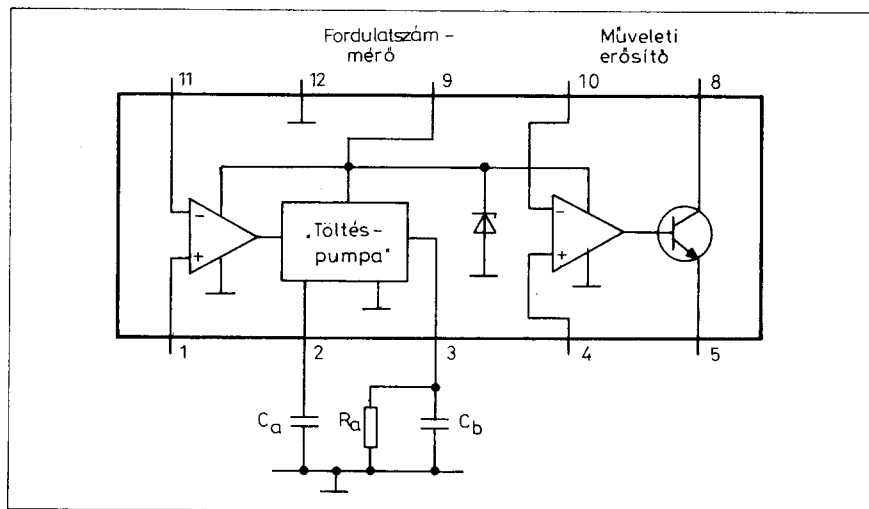 Fordulatszám-
mérő
Műveleti
erősítő
11
12
9
10
8
-
+
„Töltés-
pumpa"
-
+
1
2
3
4
5
Ca
Ra
Cb